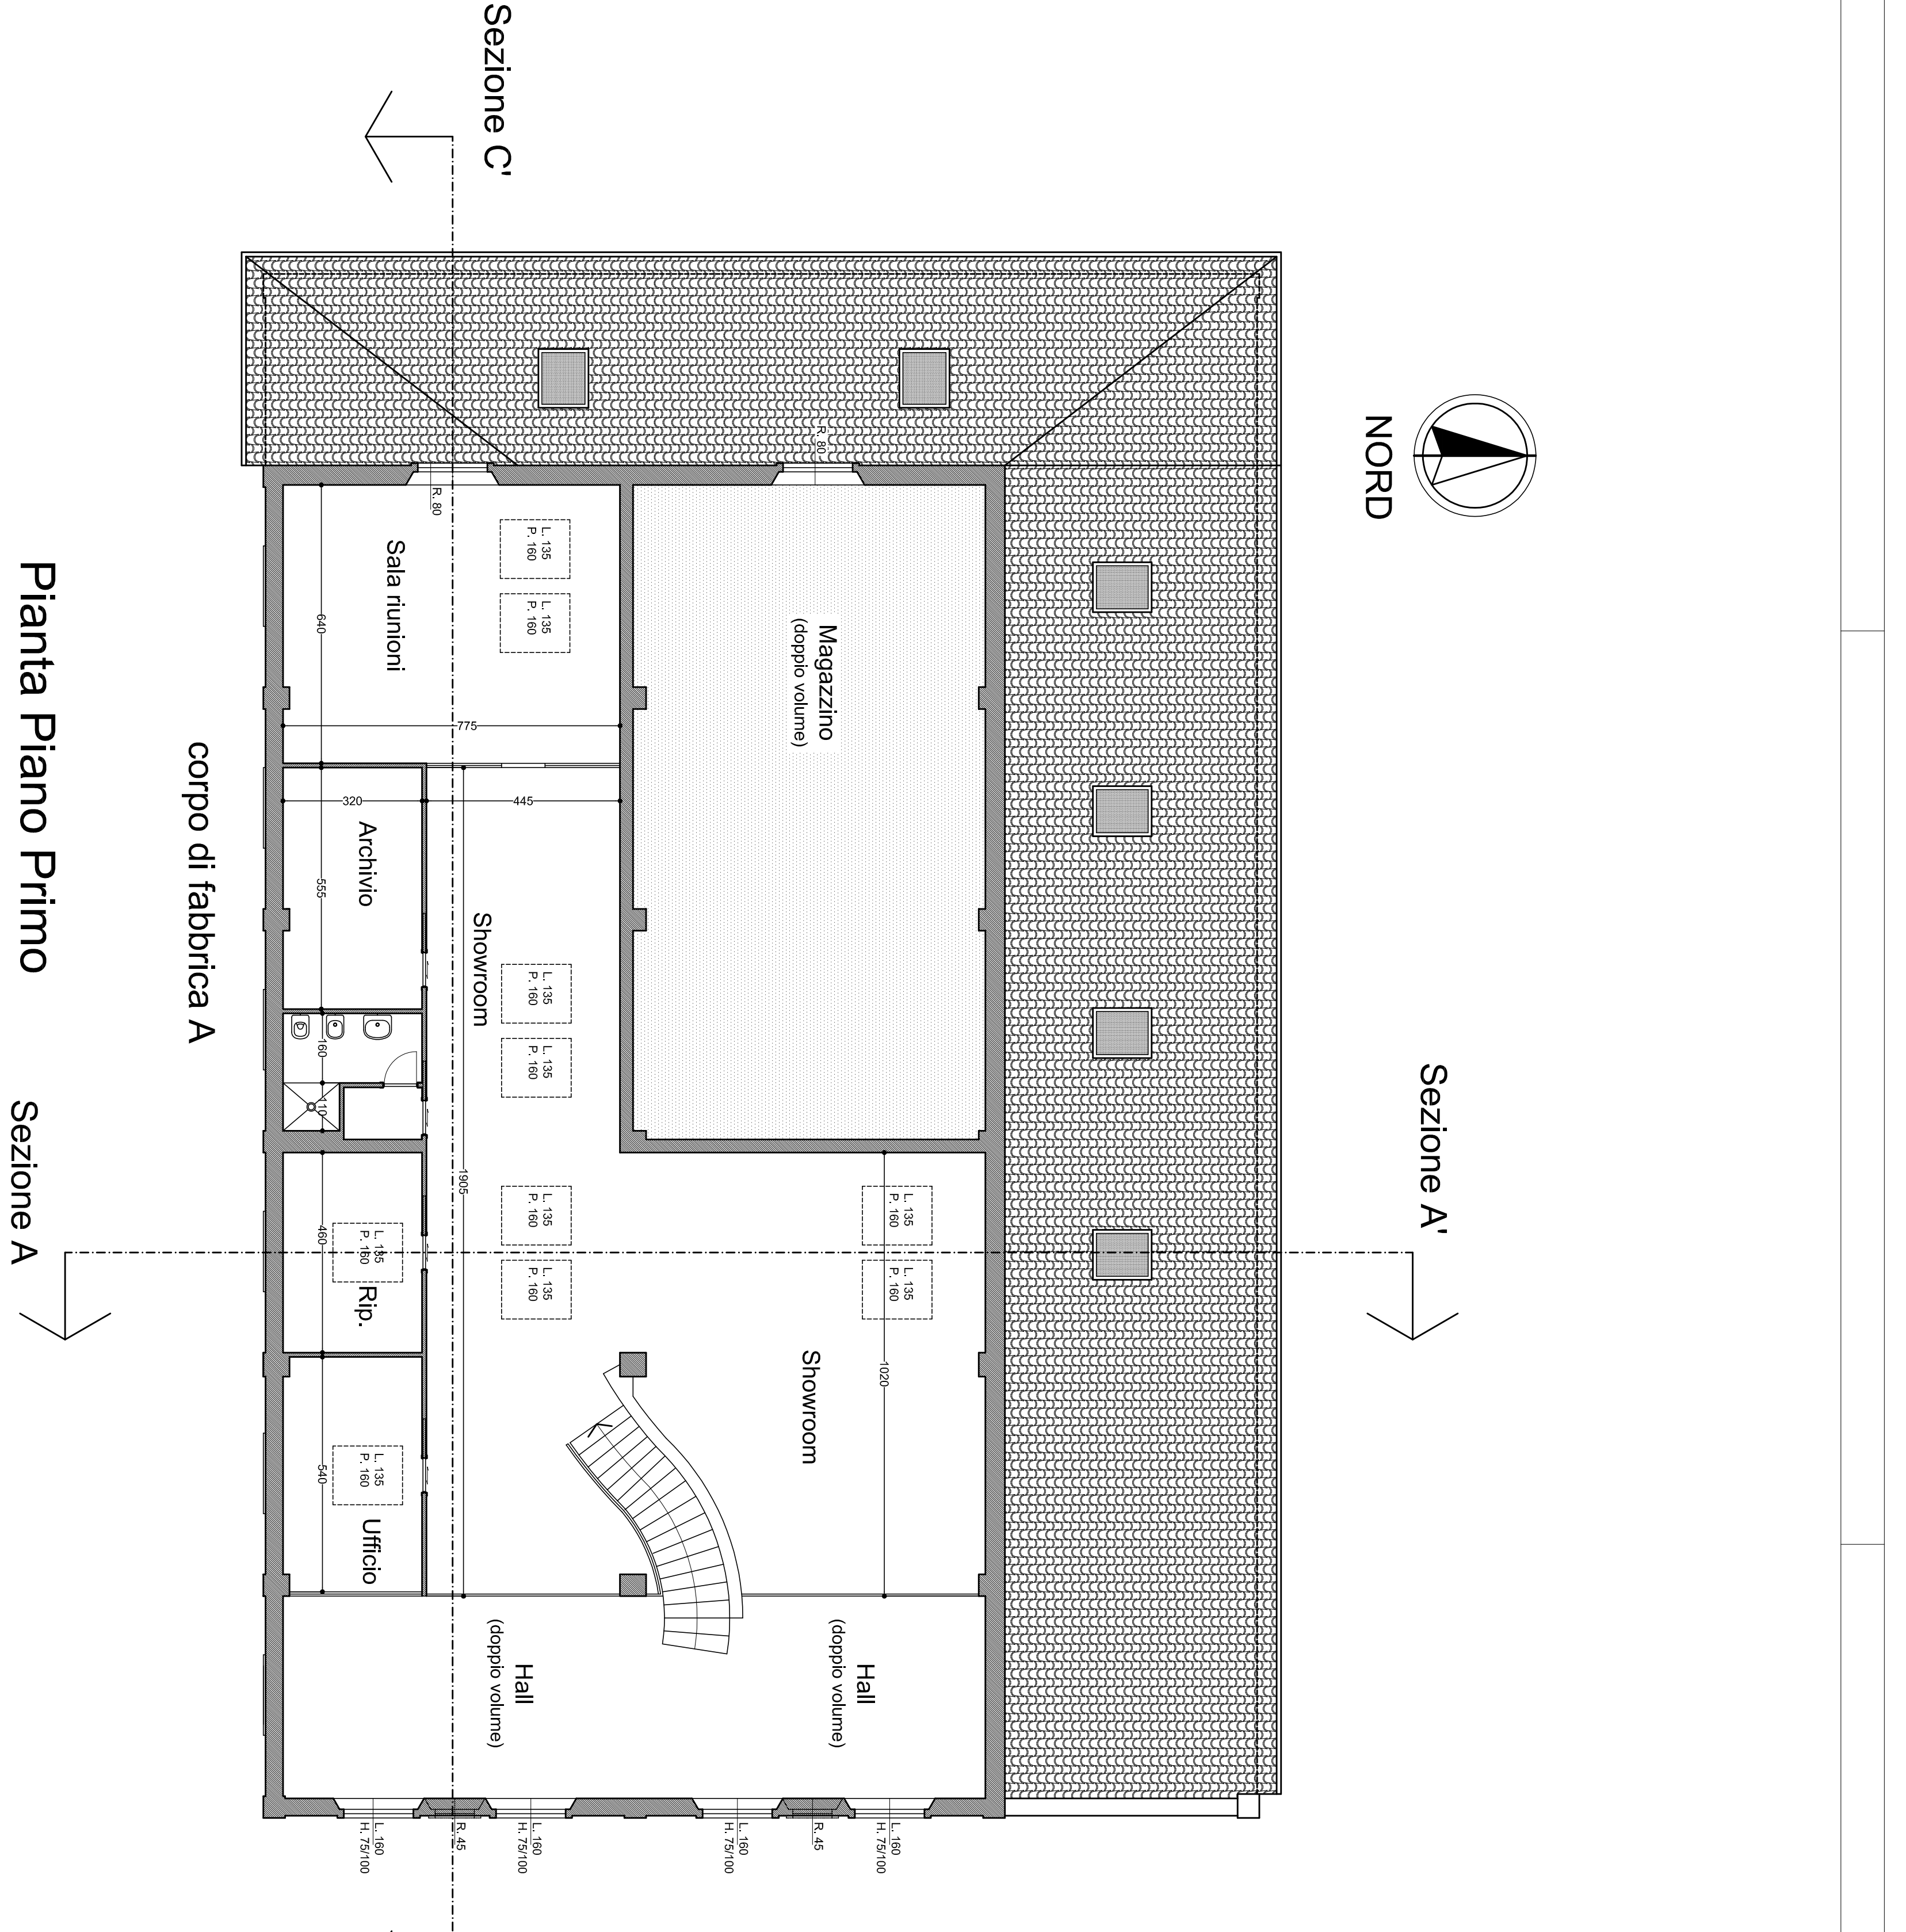 Sezione C'
NORD
Sezione A'
R. 80
R. 80
L. 135
P. 160
L. 135
P. 160
Sala riunioni
640
775
Magazzino
(doppio volume)
320
445
Archivio
555
Showroom
L. 135
P. 160
L. 135
P. 160
160
110
1905
L. 135
P. 160
L. 135
P. 160
L. 135
P. 160
L. 135
P. 160
460
L. 135
P. 160
Rip.
1020
Showroom
540
L. 135
P. 160
Ufficio
Hall
(doppio volume)
Hall
(doppio volume)
L. 160
H. 75/100
R. 45
L. 160
H. 75/100
L. 160
H. 75/100
R. 45
L. 160
H. 75/100
corpo di fabbrica A
Pianta Piano Primo
Sezione A